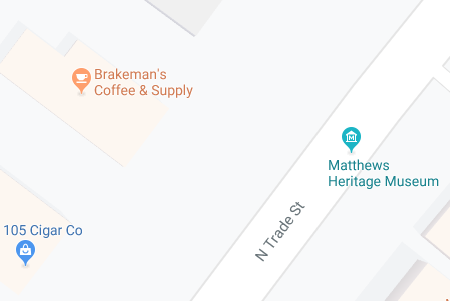 Brakeman's
Coffee & Supply
Matthews
Heritage Museum
N Trade St
105 Cigar Co